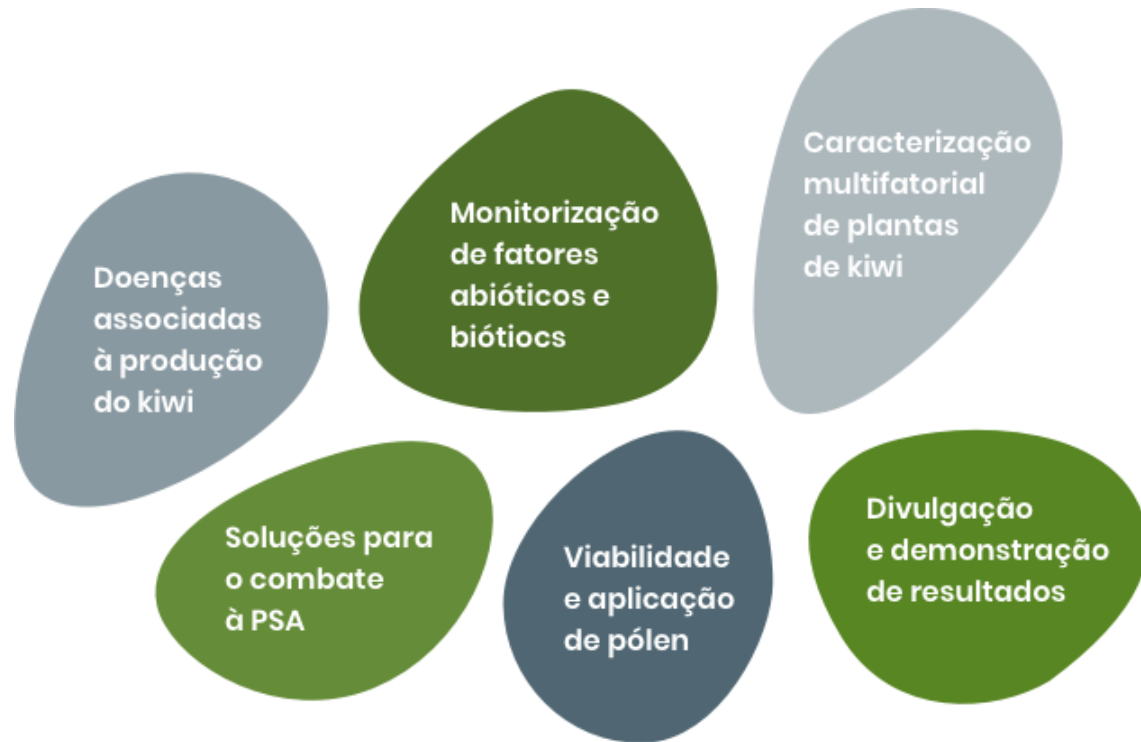 Doenças
associadas
à produção
do kiwi
Monitorização
de fatores
abióticos e
biótiocs
Caracterização
multifatorial
de plantas
de kiwi
Soluções para
o combate
à PSA
Viabilidade
e aplicação
de pólen
Divulgação
e demonstração
de resultados